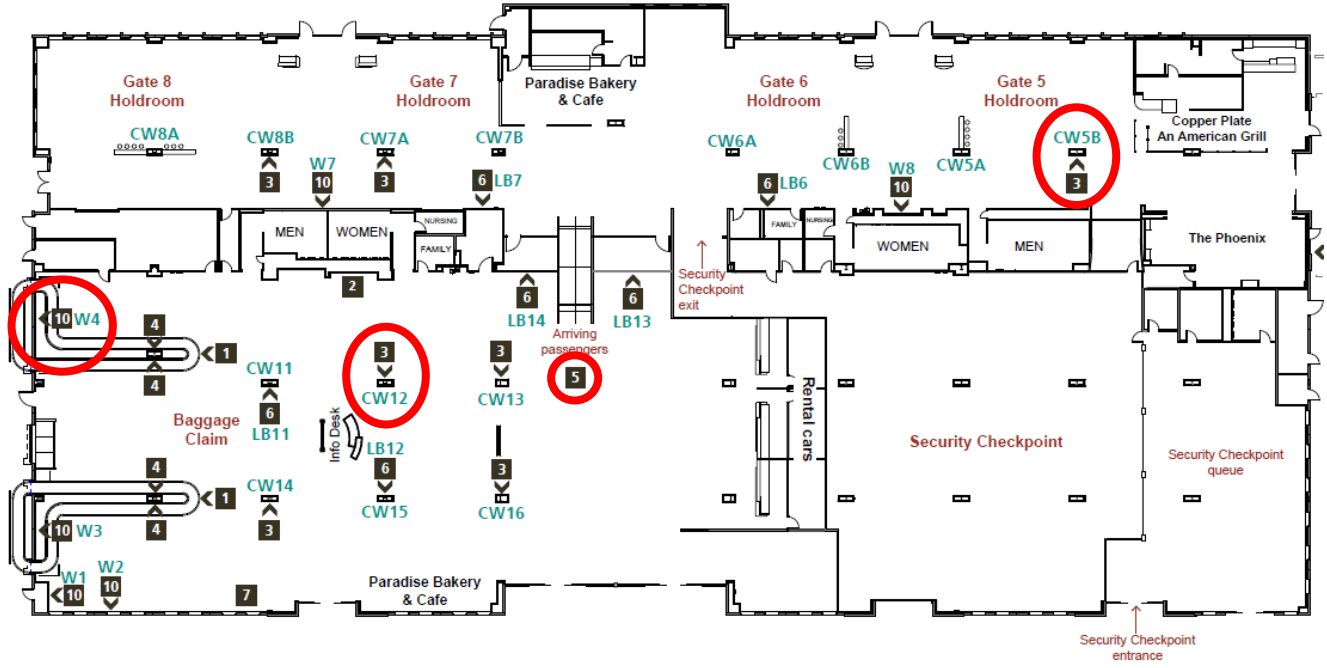 Gate 8
Holdroom
Gate 7
Holdroom
Paradise Bakery
& Cafe
Gate 6
Holdroom
Gate 5
Holdroom
Copper Plate
An American Grill
CW8A
CW8B
CW7A
CW7B
CW6A
CW6B
CW5A
CW5B
3
W7
10
3
6
LB7
6
LB6
W8
10
3
MEN
WOMEN
NURSING
FAMILY
FAMILY
NURSING
WOMEN
MEN
The Phoenix
Security
Checkpoint
exit
2
6
LB14
6
LB13
10
W4
4
1
4
Arriving
passengers
5
CW11
6
LB11
3
CW12
3
CW13
Baggage
Claim
Info Desk
LB12
6
CW15
3
CW16
Rental cars
Security Checkpoint
Security Checkpoint
queue
4
1
4
CW14
3
10
W3
W1
10
W2
10
7
Paradise Bakery
& Cafe
Security Checkpoint
entrance